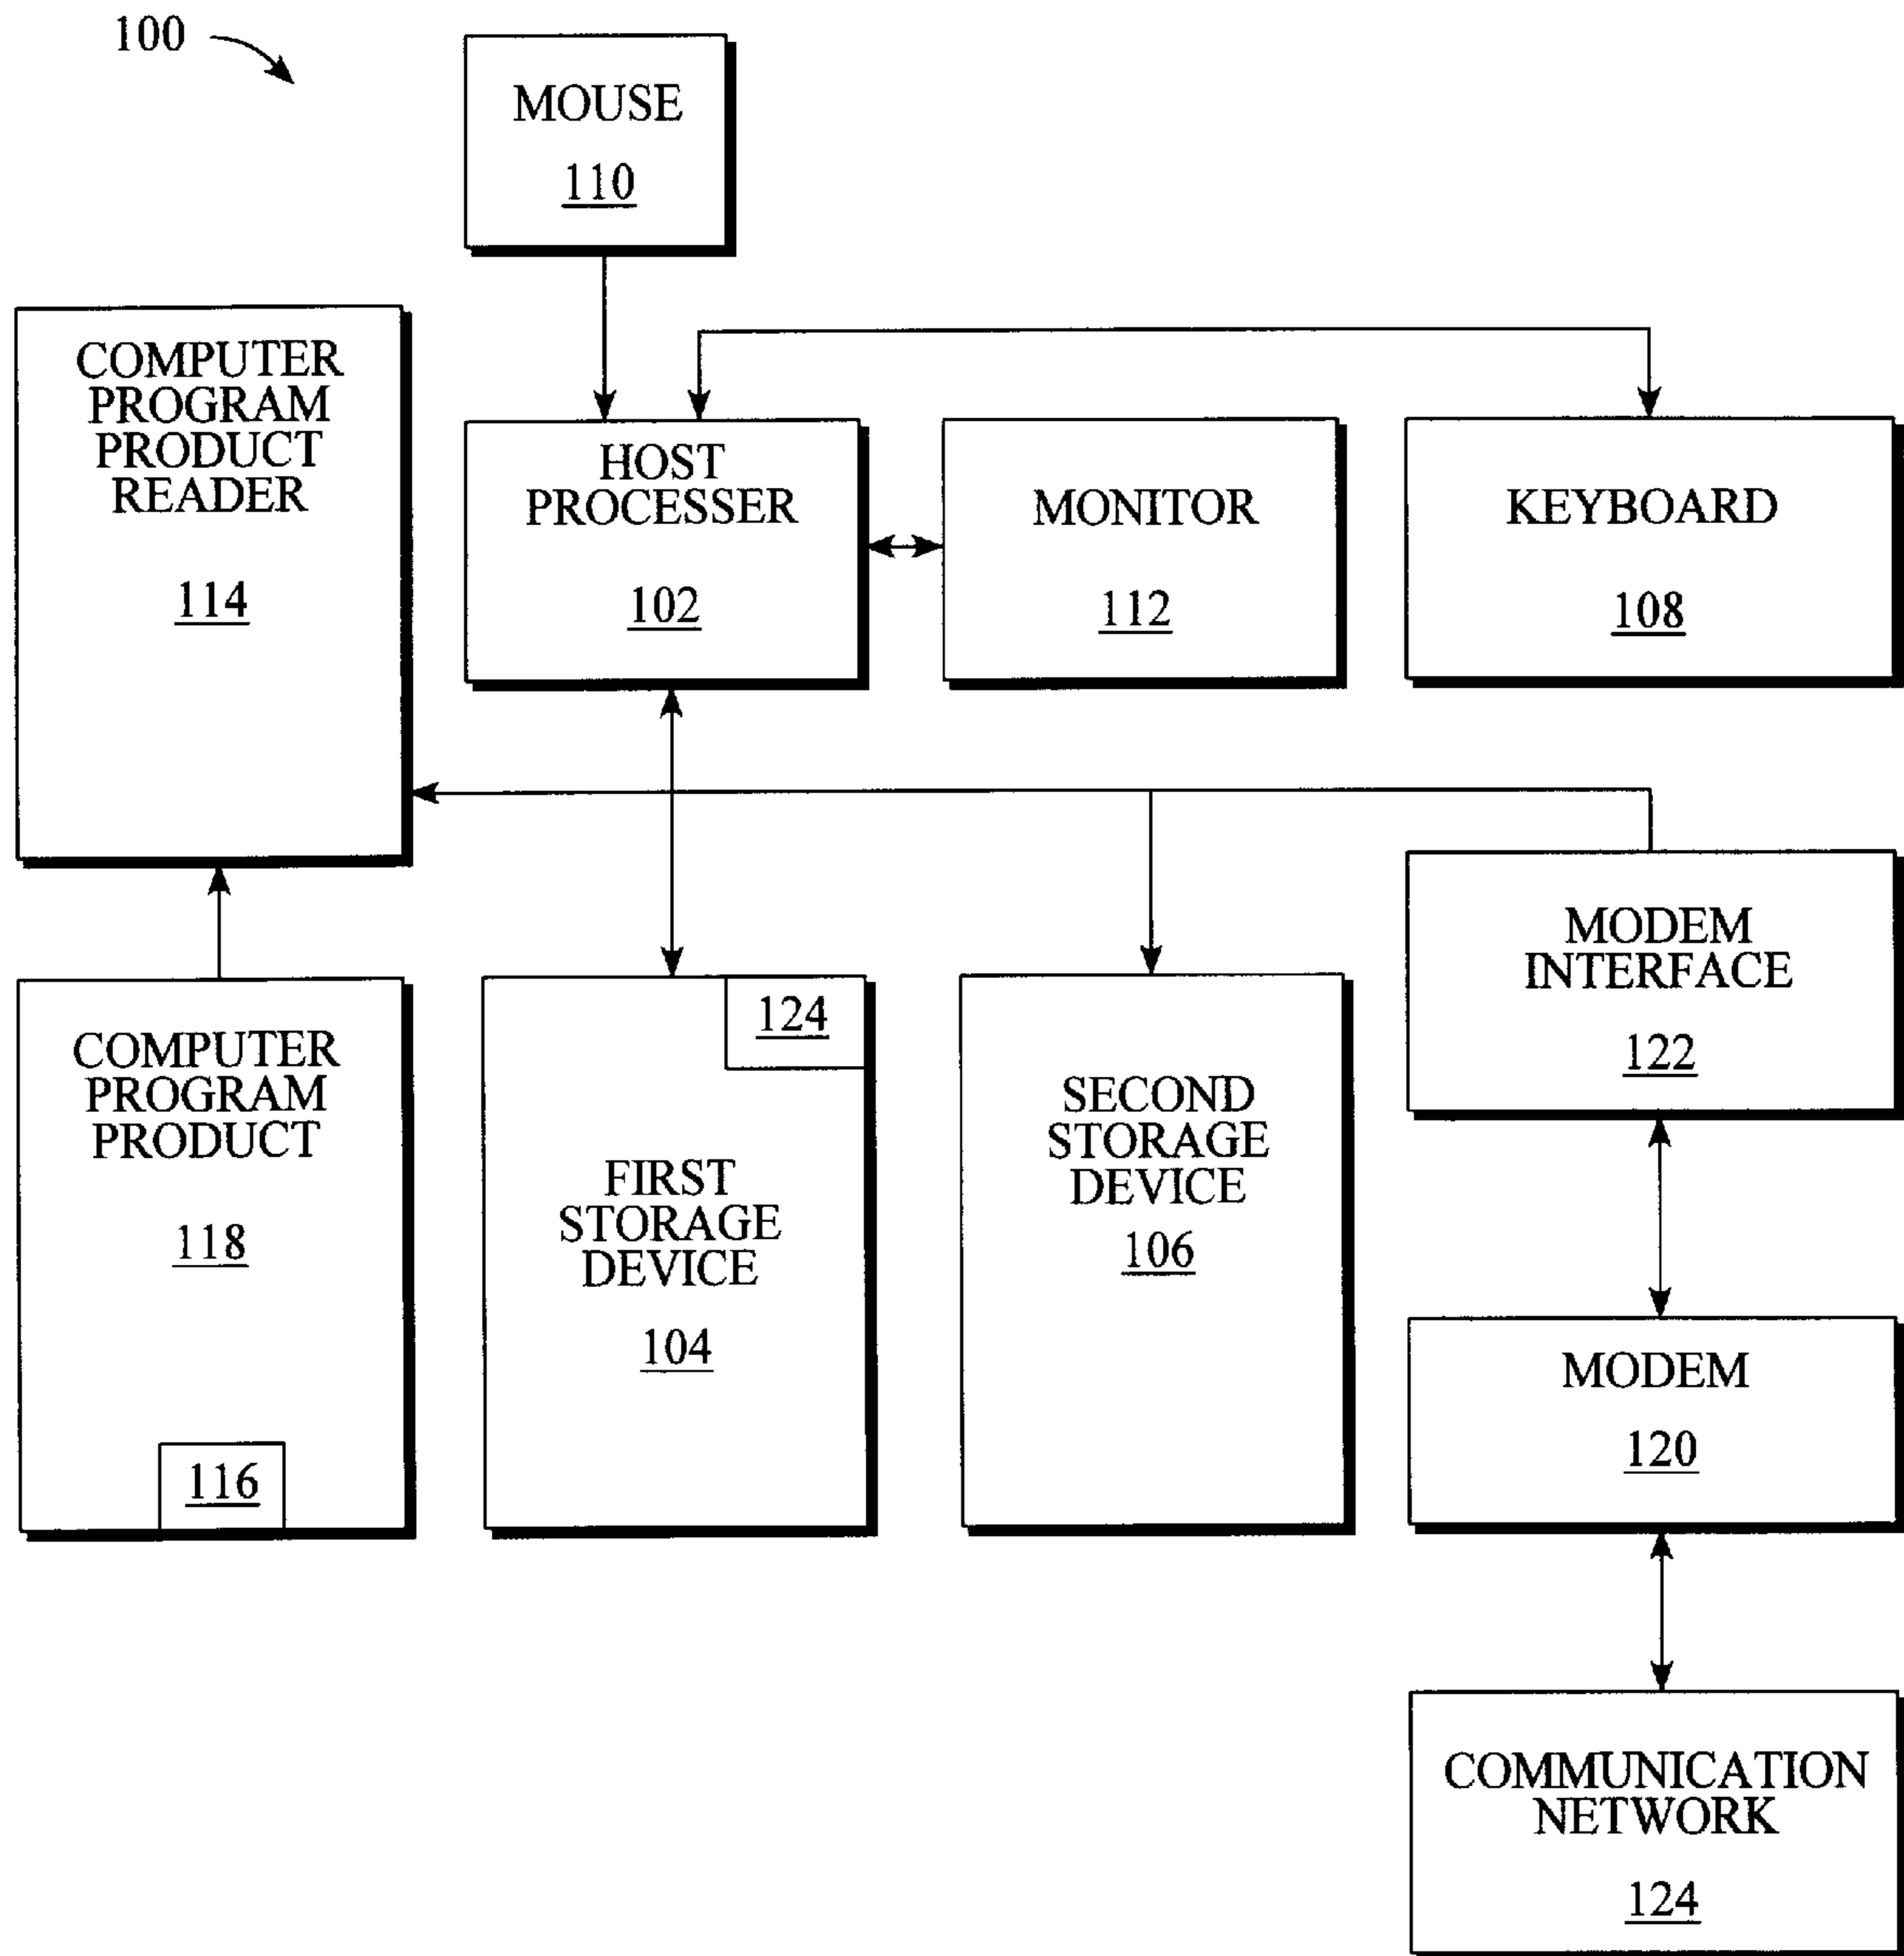 100
MOUSE
110
COMPUTER
PROGRAM
PRODUCT
READER
114
HOST
PROCESSER
102
MONITOR
112
KEYBOARD
108
COMPUTER
PROGRAM
PRODUCT
118
116
124
FIRST
STORAGE
DEVICE
104
SECOND
STORAGE
DEVICE
106
MODEM
INTERFACE
122
MODEM
120
COMMUNICATION
NETWORK
124